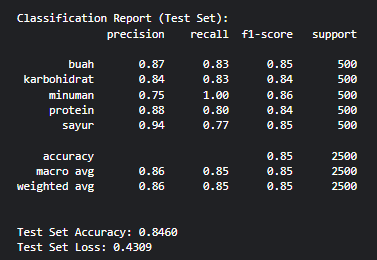 Classification Report (Test Set):
precision recall f1-score support
buah 0.87 0.83 0.85 500
karbohidrat 0.84 0.83 0.84 500
minuman 0.75 1.00 0.86 500
protein 0.88 0.80 0.84 500
sayur 0.94 0.77 0.85 500
accuracy 0.85 2500
macro avg 0.86 0.85 0.85 2500
weighted avg 0.86 0.85 0.85 2500
Test Set Accuracy: 0.8460
Test Set Loss: 0.4309